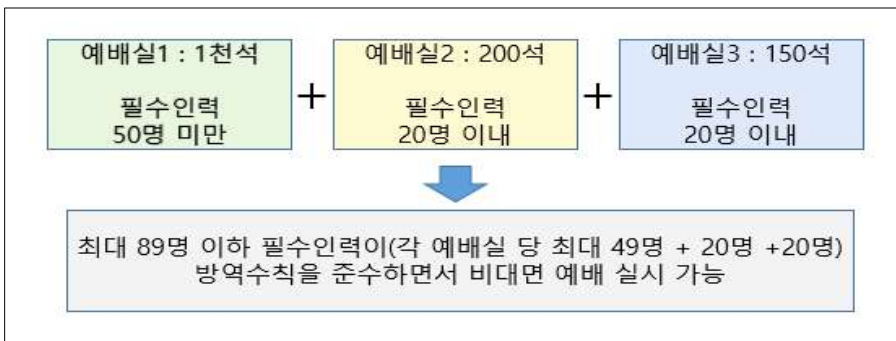 예배실1 : 1천석
필수인력
50명 미만
+
예배실2 : 200석
필수인력
20명 이내
+
예배실3 : 150석
필수인력
20명 이내
최대 89명 이하 필수인력이(각 예배실 당 최대 49명 + 20명 +20명)
방역수칙을 준수하면서 비대면 예배 실시 가능